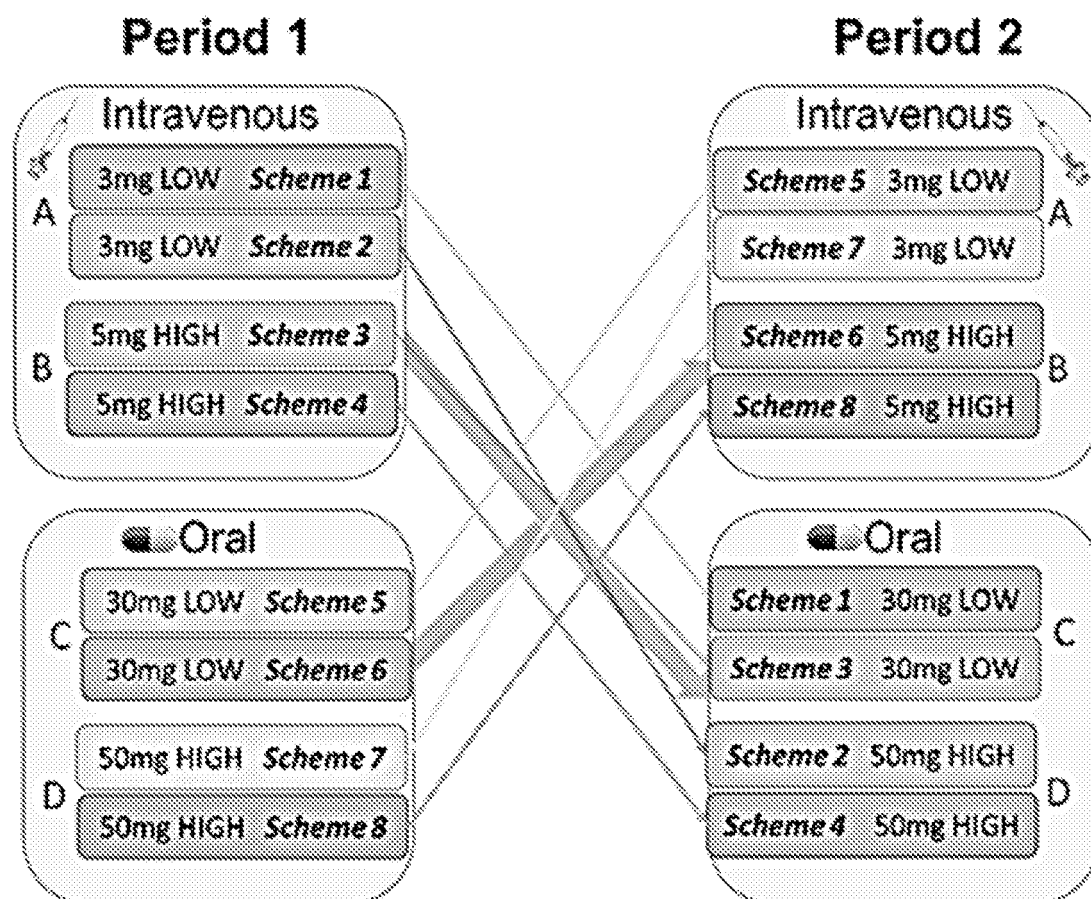 Period 1
Intravenous
A
3mg LOW Scheme 1
3mg LOW Scheme 2
B
5mg HIGH Scheme 3
5mg HIGH Scheme 4
Oral
C
30mg LOW Scheme 5
30mg LOW Scheme 6
D
50mg HIGH Scheme 7
50mg HIGH Scheme 8
Period 2
Intravenous
Scheme 5 3mg LOW
Scheme 7 3mg LOW
A
Scheme 6 5mg HIGH
Scheme 8 5mg HIGH
B
Oral
Scheme 1 30mg LOW
Scheme 3 30mg LOW
C
Scheme 2 50mg HIGH
Scheme 4 50mg HIGH
D